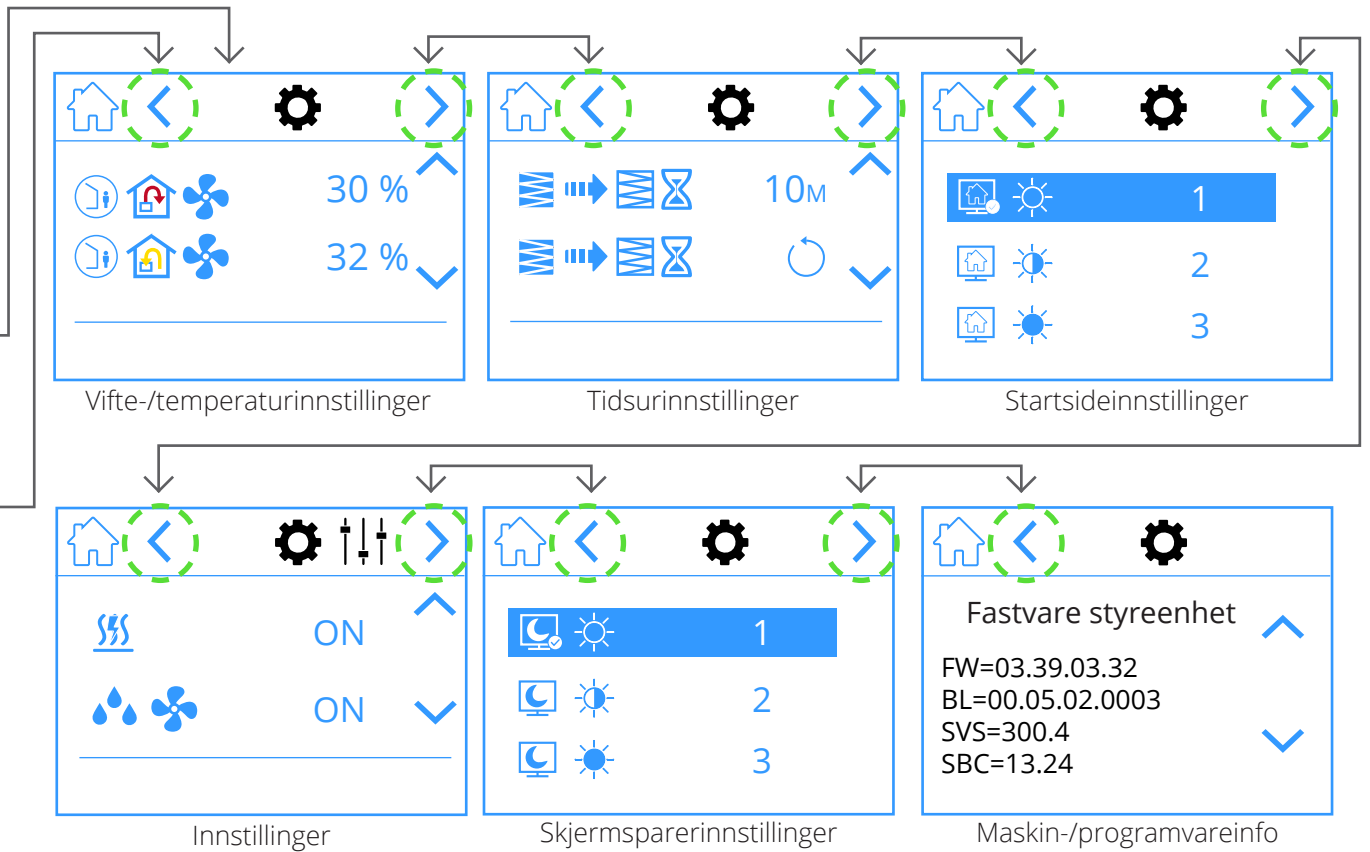 30 %
32 %
Vifte-/temperaturinnstillinger
10M
Tidsurinnstillinger
1
2
3
Startsideinnstillinger
ON
ON
Innstillinger
1
2
3
Skjermsparerinnstillinger
Fastvare styreenhet
FW=03.39.03.32
BL=00.05.02.0003
SVS=300.4
SBC=13.24
Maskin-/programvareinfo